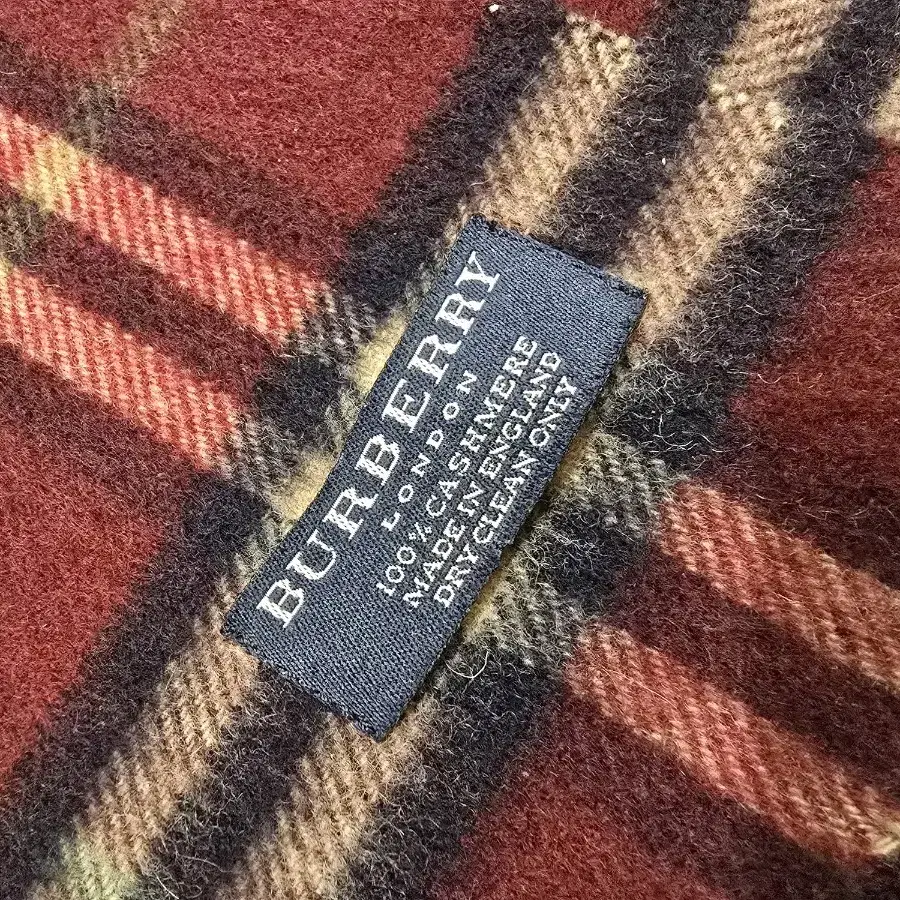 BURBERRY
LONDON
100% CASHMERE
MADE IN ENGLAND
DRY CLEAN ONLY